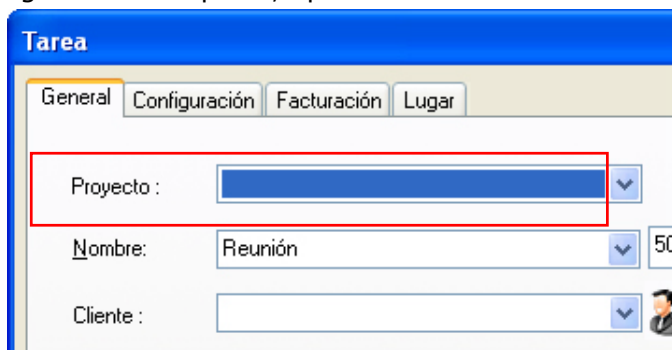 Tarea
General Configuración Facturación Lugar
Proyecto :
Nombre: Reunión 50
Cliente :